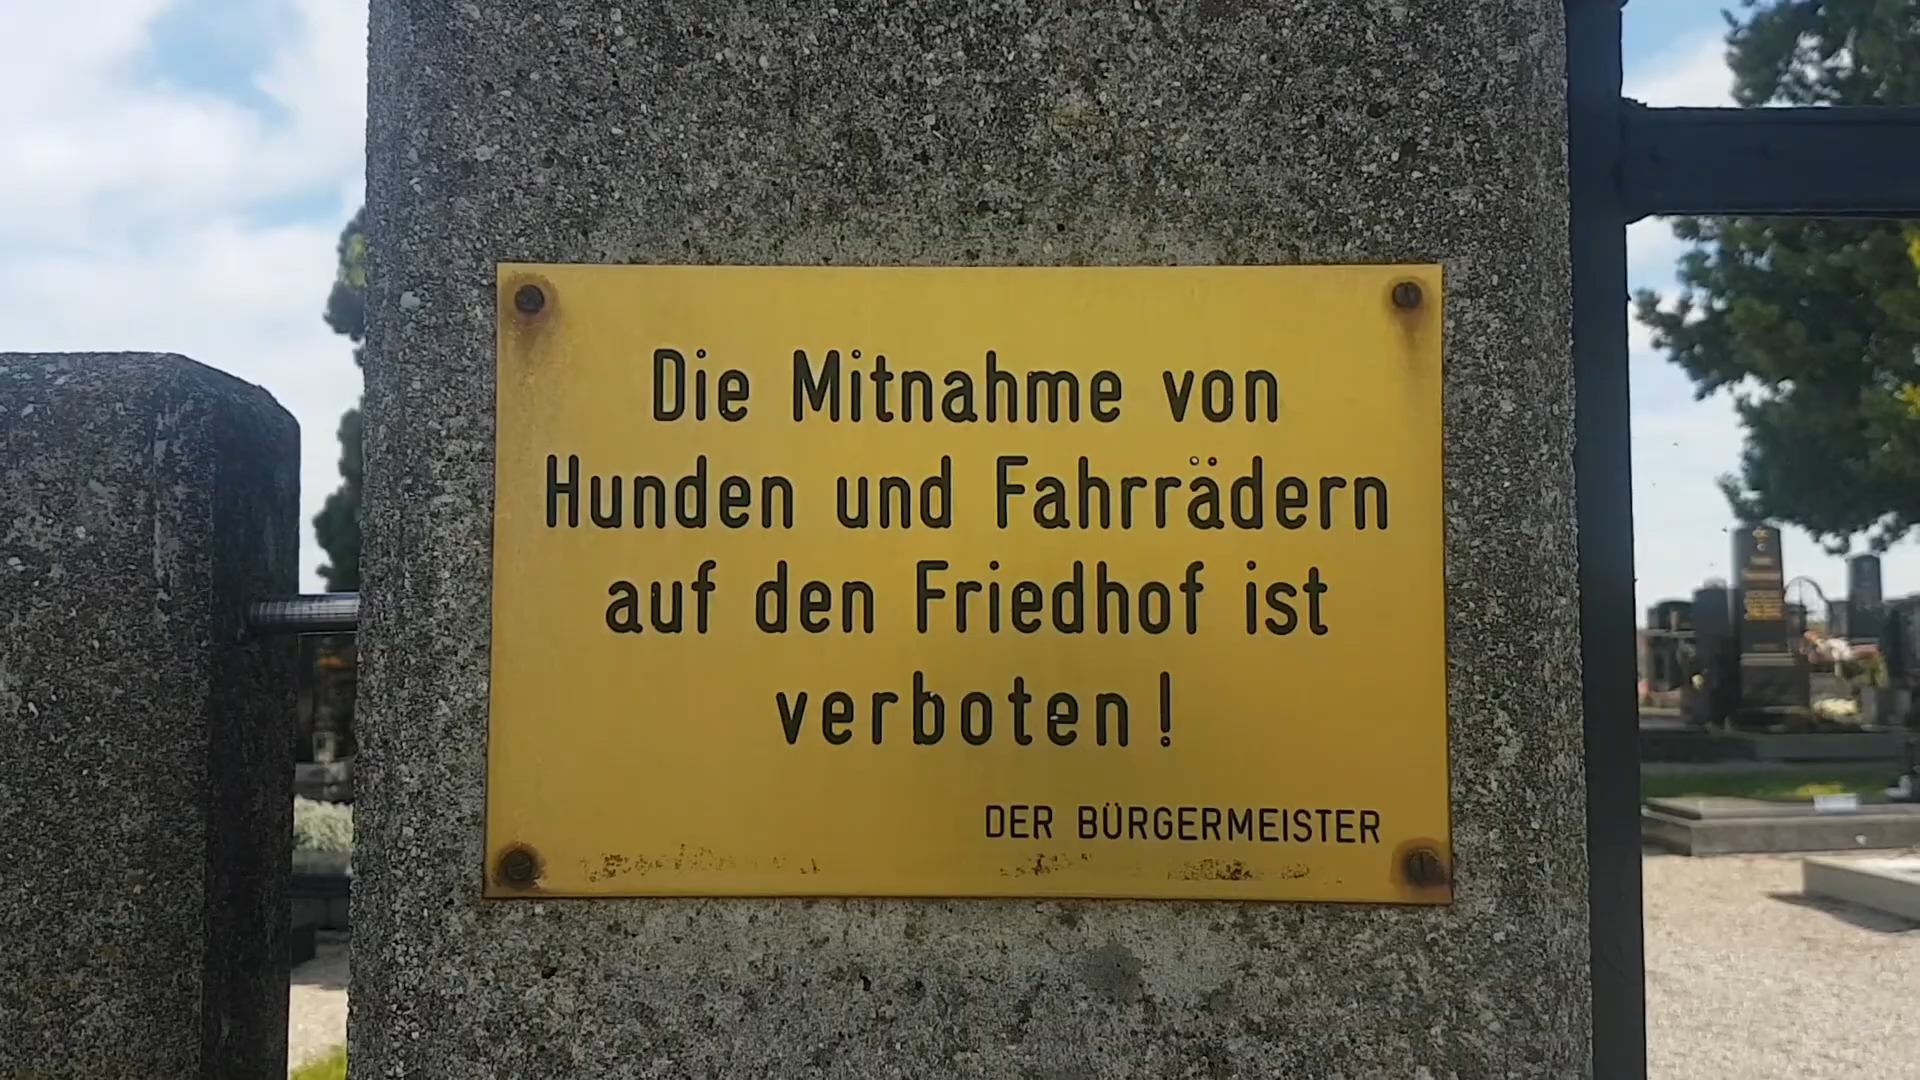 Die Mitnahme von
Hunden und Fahrrädern
auf den Friedhof ist
verboten!
DER BÜRGERMEISTER